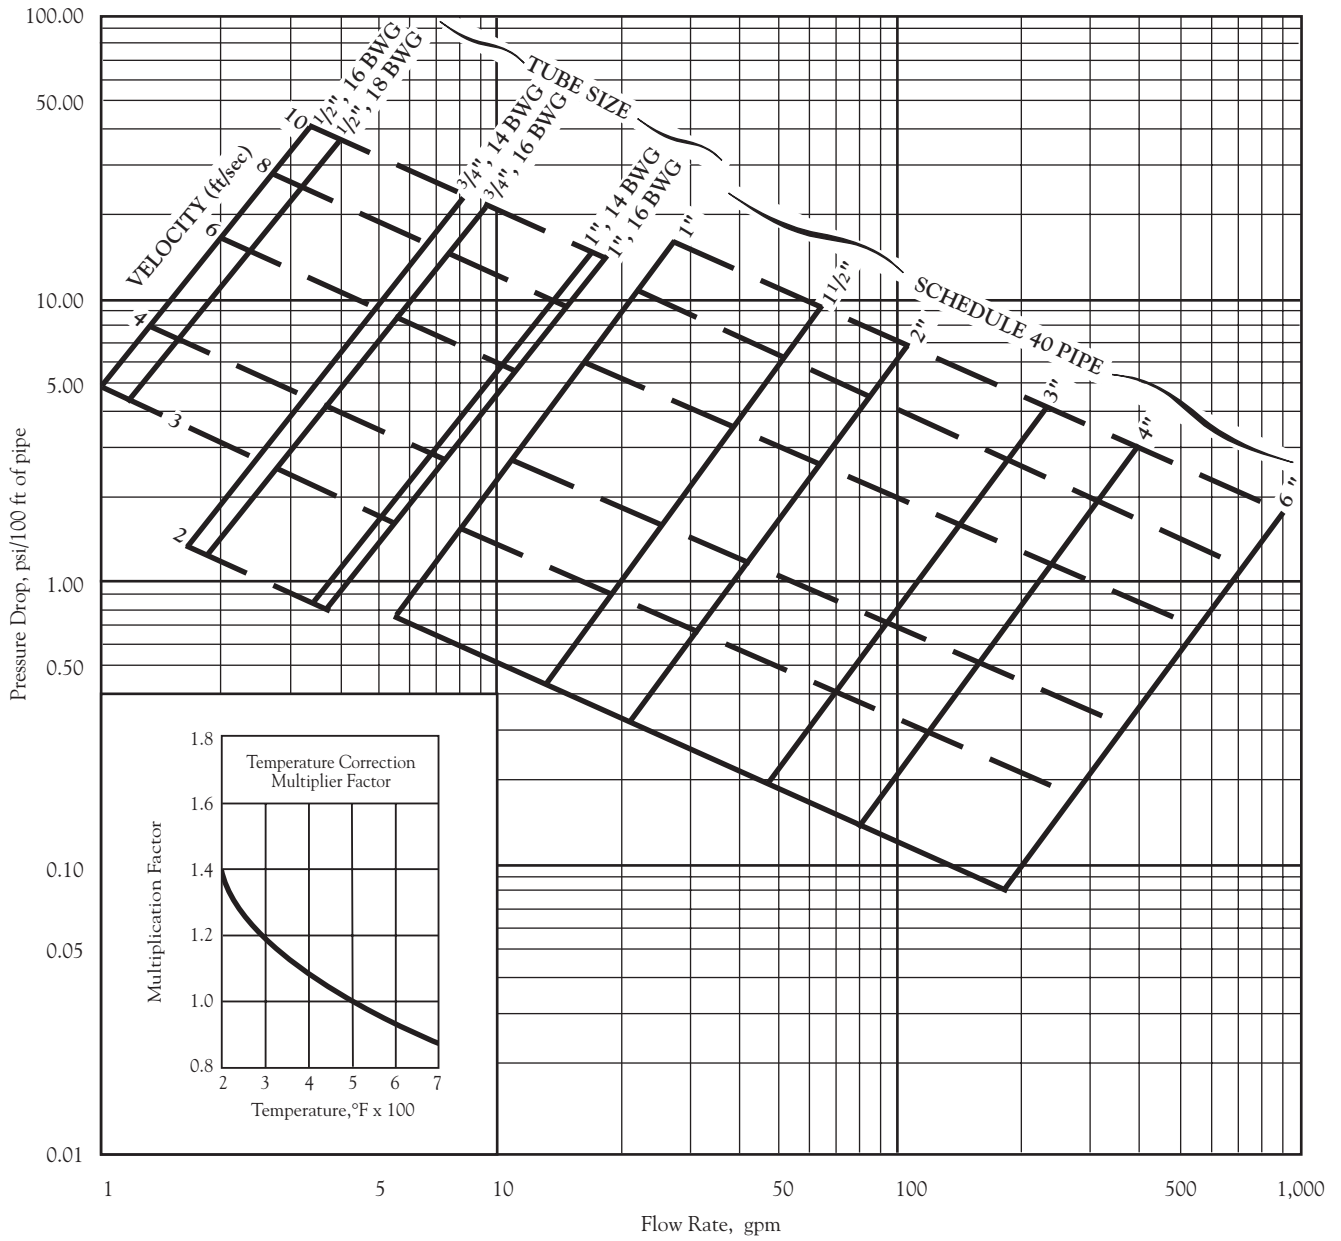 100.00
50.00
10.00
5.00
1.00
0.50
0.10
0.05
0.01
Pressure Drop, psi/100 ft of pipe
1
5
10
50
100
500
1,000
Flow Rate, gpm
VELOCITY (ft/sec)
10
8
6
4
3
2
TUBE SIZE
1/2", 16 BWG
1/2", 18 BWG
3/4", 14 BWG
3/4", 16 BWG
1", 14 BWG
1", 16 BWG
SCHEDULE 40 PIPE
1"
1 1/2"
2"
3"
4"
6"
Temperature Correction
Multiplier Factor
1.8
1.6
1.4
1.2
1.0
0.8
Multiplication Factor
2 3 4 5 6 7
Temperature,°F x 100